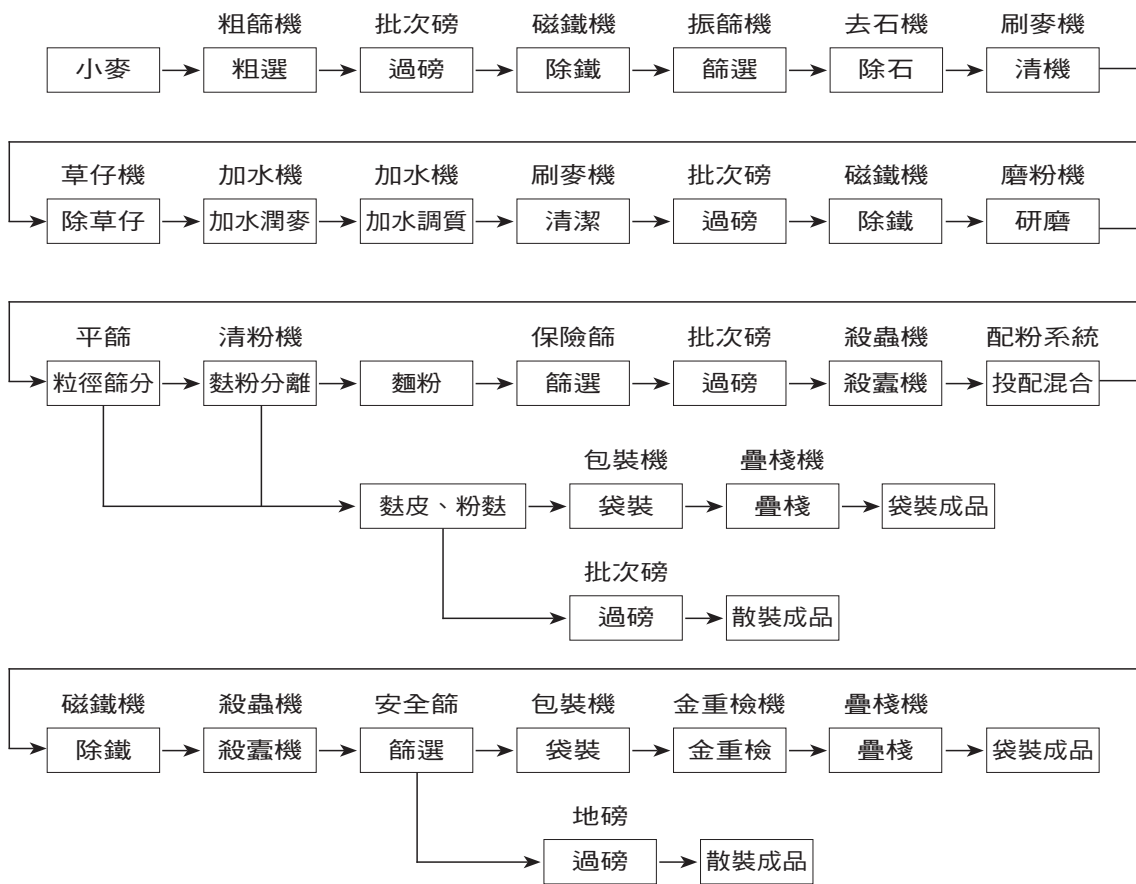 粗篩機 批次磅 磁鐵機 振篩機 去石機 刷麥機
小麥 粗選 過磅 除鐵 篩選 除石 清機
草仔機 加水機 加水機 刷麥機 批次磅 磁鐵機 磨粉機
除草仔 加水潤麥 加水調質 清潔 過磅 除鐵 研磨
平篩 清粉機 保險篩 批次磅 殺蟲機 配粉系統
粒徑篩分 麩粉分離 麵粉 篩選 過磅 殺蠹機 投配混合
包裝機 疊棧機
麩皮、粉麩 袋裝 疊棧 袋裝成品
批次磅
過磅 散裝成品
磁鐵機 殺蟲機 安全篩 包裝機 金重檢機 疊棧機
除鐵 殺蠹機 篩選 袋裝 金重檢 疊棧 袋裝成品
地磅
過磅 散裝成品